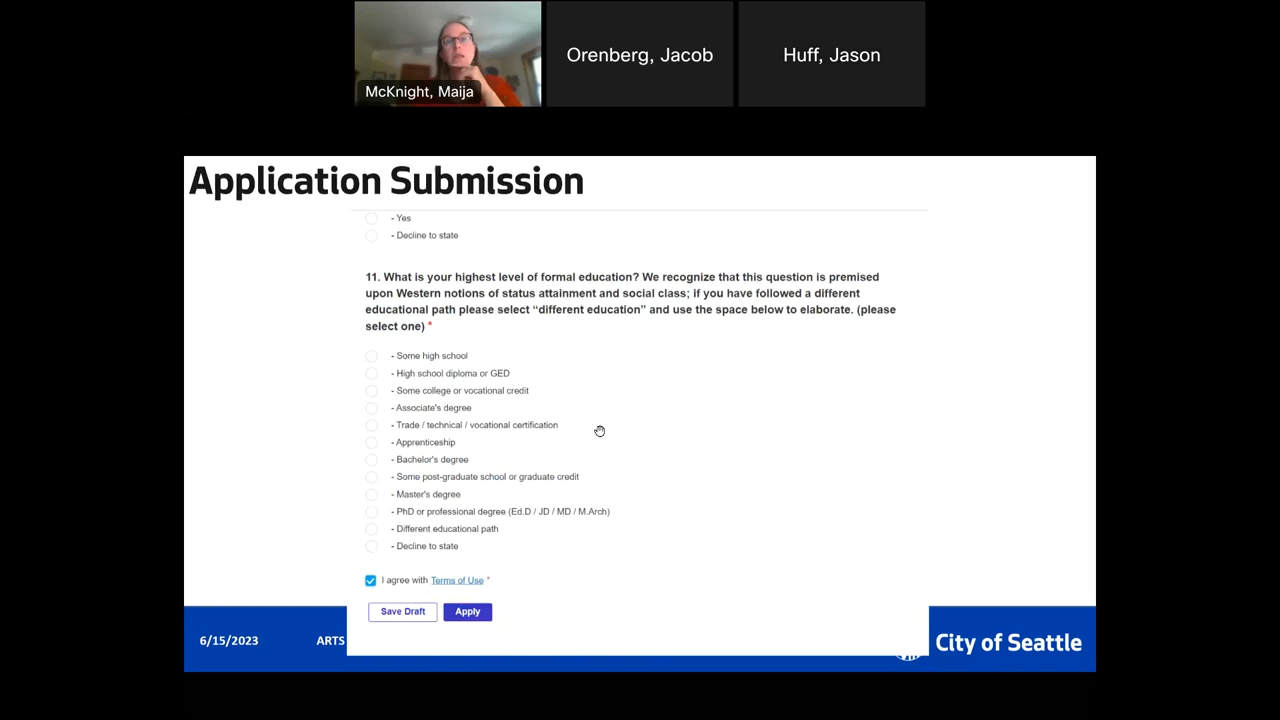 Orenberg, Jacob
Huff, Jason
McKnight, Maija
Application Submission
- Yes
- Decline to state
11. What is your highest level of formal education? We recognize that this question is premised
upon Western notions of status attainment and social class; if you have followed a different
educational path please select “different education” and use the space below to elaborate. (please
select one) *
- Some high school
- High school diploma or GED
- Some college or vocational credit
- Associate's degree
- Trade / technical / vocational certification
- Apprenticeship
- Bachelor's degree
- Some post-graduate school or graduate credit
- Master's degree
- PhD or professional degree (Ed.D / JD / MD / M.Arch)
- Different educational path
- Decline to state
I agree with Terms of Use *
Save Draft Apply
6/15/2023 ARTS City of Seattle